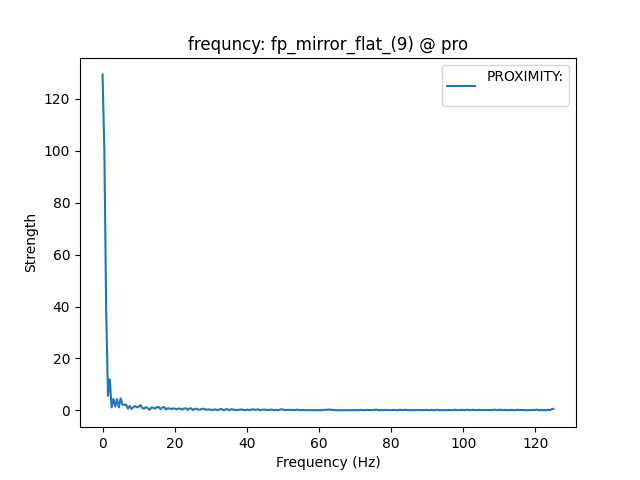 frequncy: fp_mirror_flat_(9) @ pro
PROXIMITY:
120
100
80
60
40
20
0
Strength
0 20 40 60 80 100 120
Frequency (Hz)